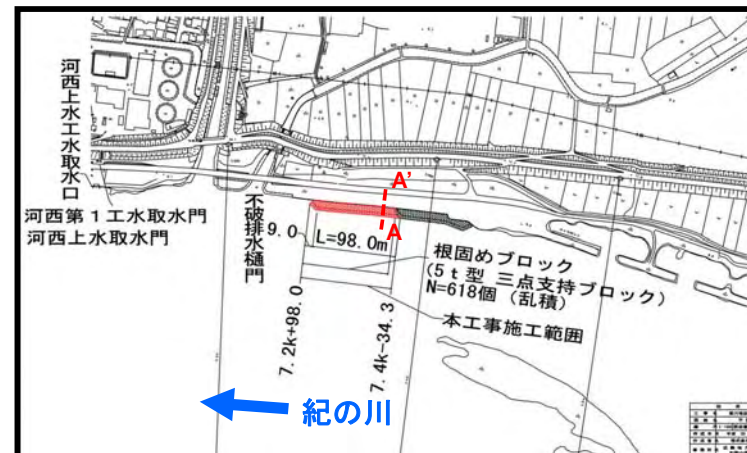 河西上水工水取水口
河西第1工水取水門
河西上水取水門
不破排水樋門
A'
A
9.0
L=98.0m
根固めブロック
(5t型 三点支持ブロック)
N=618個 (乱積)
本工事施工範囲
7.2k+98.0
7.4k-34.3
紀の川